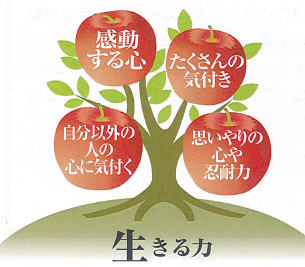 感動
する心
たくさんの
気付き
自分以外の
人の
心に気付く
思いやりの
心や
忍耐力
生きる力